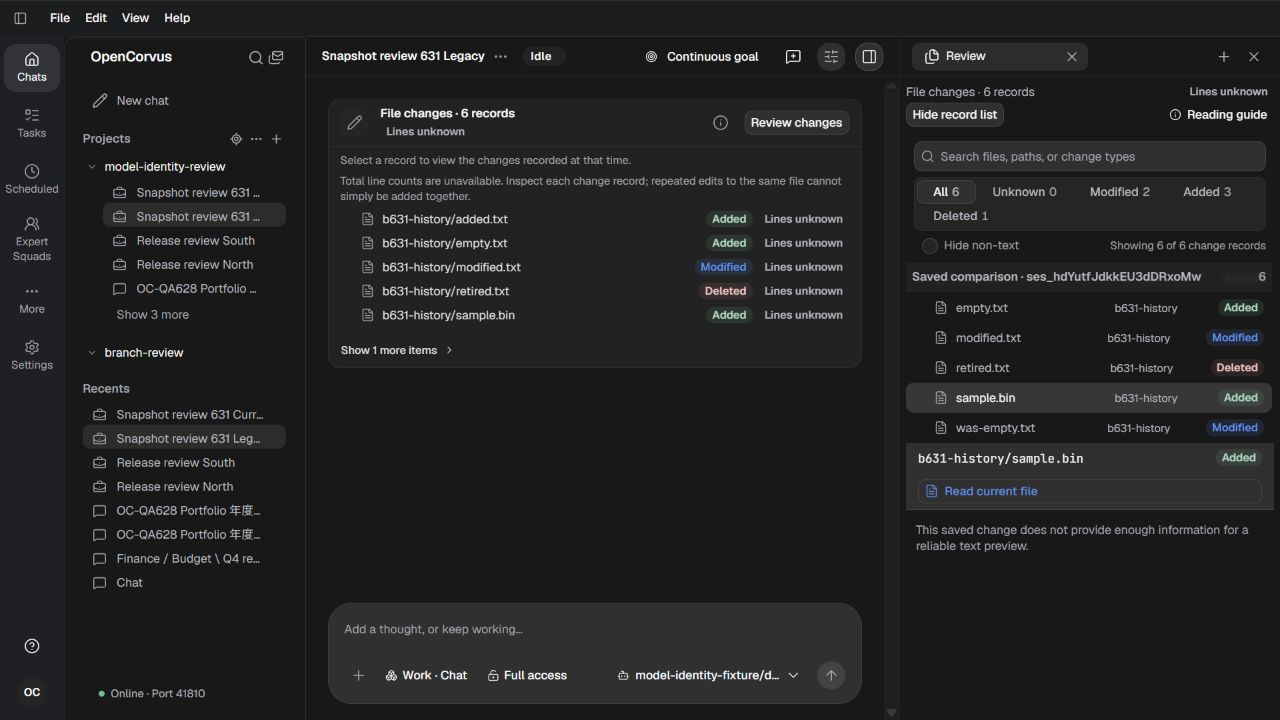 File Edit View Help
Chats
Tasks
Scheduled
Expert
Squads
More
Settings
OC
OpenCorvus
New chat
Projects
model-identity-review
Snapshot review 631 ...
Snapshot review 631 ...
Release review South
Release review North
OC-QA628 Portfolio ...
Show 3 more
branch-review
Recents
Snapshot review 631 Curr...
Snapshot review 631 Leg...
Release review South
Release review North
OC-QA628 Portfolio 年度...
OC-QA628 Portfolio 年度...
Finance / Budget \ Q4 re...
Chat
Online · Port 41810
Snapshot review 631 Legacy ... Idle Continuous goal
File changes · 6 records
Lines unknown
Review changes
Select a record to view the changes recorded at that time.
Total line counts are unavailable. Inspect each change record; repeated edits to the same file cannot
simply be added together.
b631-history/added.txt Added Lines unknown
b631-history/empty.txt Added Lines unknown
b631-history/modified.txt Modified Lines unknown
b631-history/retired.txt Deleted Lines unknown
b631-history/sample.bin Added Lines unknown
Show 1 more items
Add a thought, or keep working...
Work · Chat Full access model-identity-fixture/d...
Review
File changes · 6 records Lines unknown
Hide record list Reading guide
Search files, paths, or change types
All 6 Unknown 0 Modified 2 Added 3
Deleted 1
Hide non-text Showing 6 of 6 change records
Saved comparison · ses_hdYutfJdkkEU3dDRxoMw Added 6
empty.txt b631-history Added
modified.txt b631-history Modified
retired.txt b631-history Deleted
sample.bin b631-history Added
was-empty.txt b631-history Modified
b631-history/sample.bin Added
Read current file
This saved change does not provide enough information for a
reliable text preview.